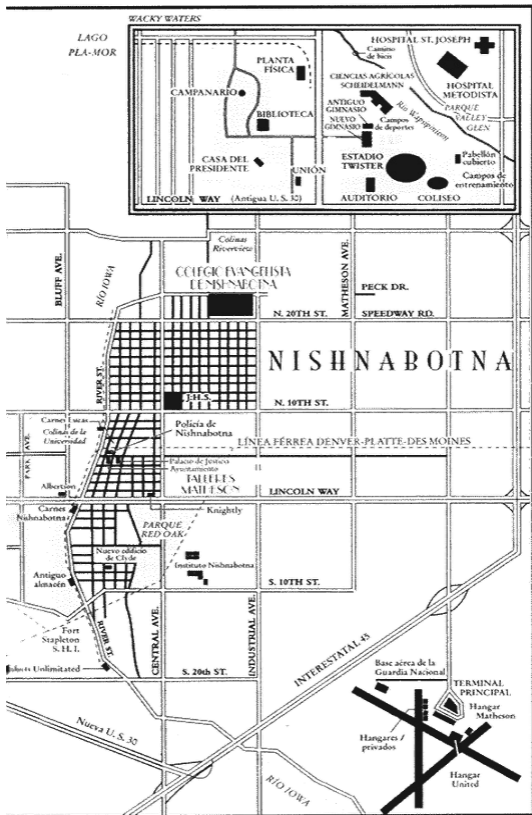 WACKY WATERS
LAGO
PLA-MOR
HOSPITAL ST. JOSEPH
Camino
de bicis
PLANTA
FÍSICA
CIENCIAS AGRÍCOLAS
SCHEIDELMANN
HOSPITAL
METODISTA
CAMPANARIO
ANTIGUO
GIMNASIO
NUEVO
GIMNASIO
Campos
de deportes
Río Wapsipinicon
PARQUE
VALLEY
GLEN
BIBLIOTECA
CASA DEL
PRESIDENTE
UNIÓN
ESTADIO
TWISTER
Pabellón
cubierto
Campos de
entrenamiento
LINCOLN WAY (Antigua U. S. 30)
AUDITORIO
COLISEO
BLUFF AVE.
RÍO IOWA
Colinas
Riverview
MATHESON AVE.
COLEGIO EVANGELISTA
DE NISHNABOTNA
PECK DR.
N. 20TH ST.
SPEEDWAY RD.
RIVER ST.
NISHNABOTNA
J.H.S.
N. 10TH ST.
PARK AVE.
Carnes Lucas
Colinas de la
Universidad
Policía de
Nishnabotna
LÍNEA FÉRREA DENVER-PLATTE-DES MOINES
Palacio de Justicia
Ayuntamiento
TALLERES
MATHESON
Albertson
LINCOLN WAY
Carnes
Nishnabotna
Knightly
PARQUE
RED OAK
Nuevo edificio
de Clyde
Instituto Nishnabotna
Antiguo
almacén
S. 10TH ST.
Fort
Stapleton
S. H. I.
RIVER ST.
CENTRAL AVE.
INDUSTRIAL AVE.
INTERESTATAL 45
Unlimitated
S. 20th ST.
Base aérea de la
Guardia Nacional
TERMINAL
PRINCIPAL
Hangar
Matheson
Nueva U. S. 30
Hangares /
privados
RÍO IOWA
Hangar
United